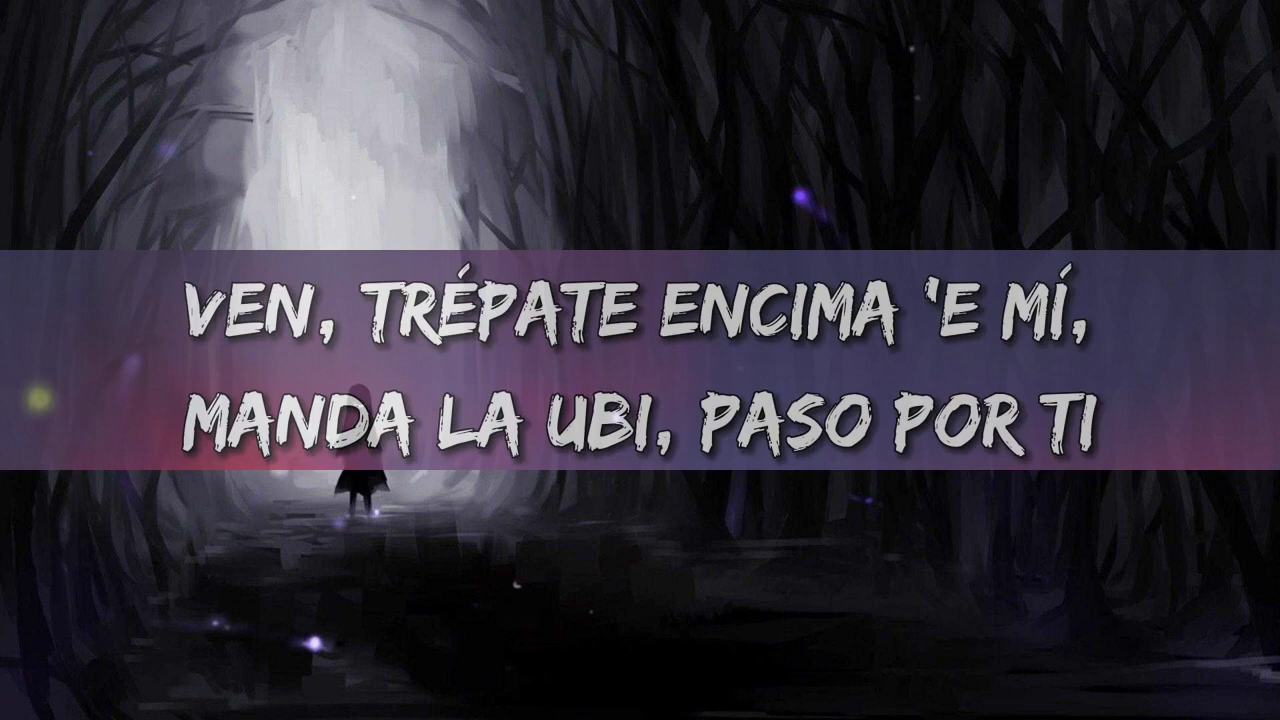 VEN, TRÉPATE ENCIMA 'E MÍ,
MANDA LA UBI, PASO POR TI